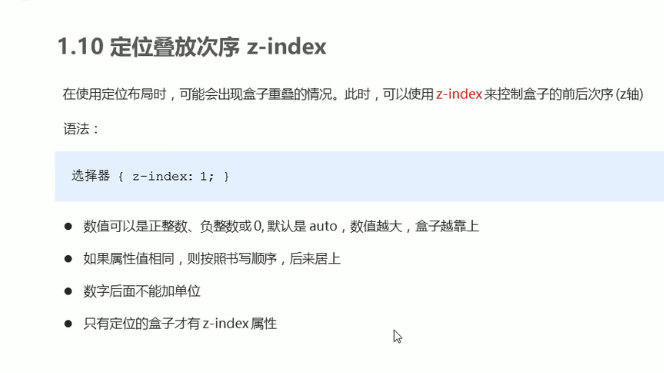 1.10 定位叠放次序 z-index
在使用定位布局时，可能会出现盒子重叠的情况。此时，可以使用 z-index 来控制盒子的前后次序 (z轴)
语法：
选择器 { z-index: 1; }
● 数值可以是正整数、负整数或 0, 默认是 auto，数值越大，盒子越靠上
● 如果属性值相同，则按照书写顺序，后来居上
● 数字后面不能加单位
● 只有定位的盒子才有 z-index 属性